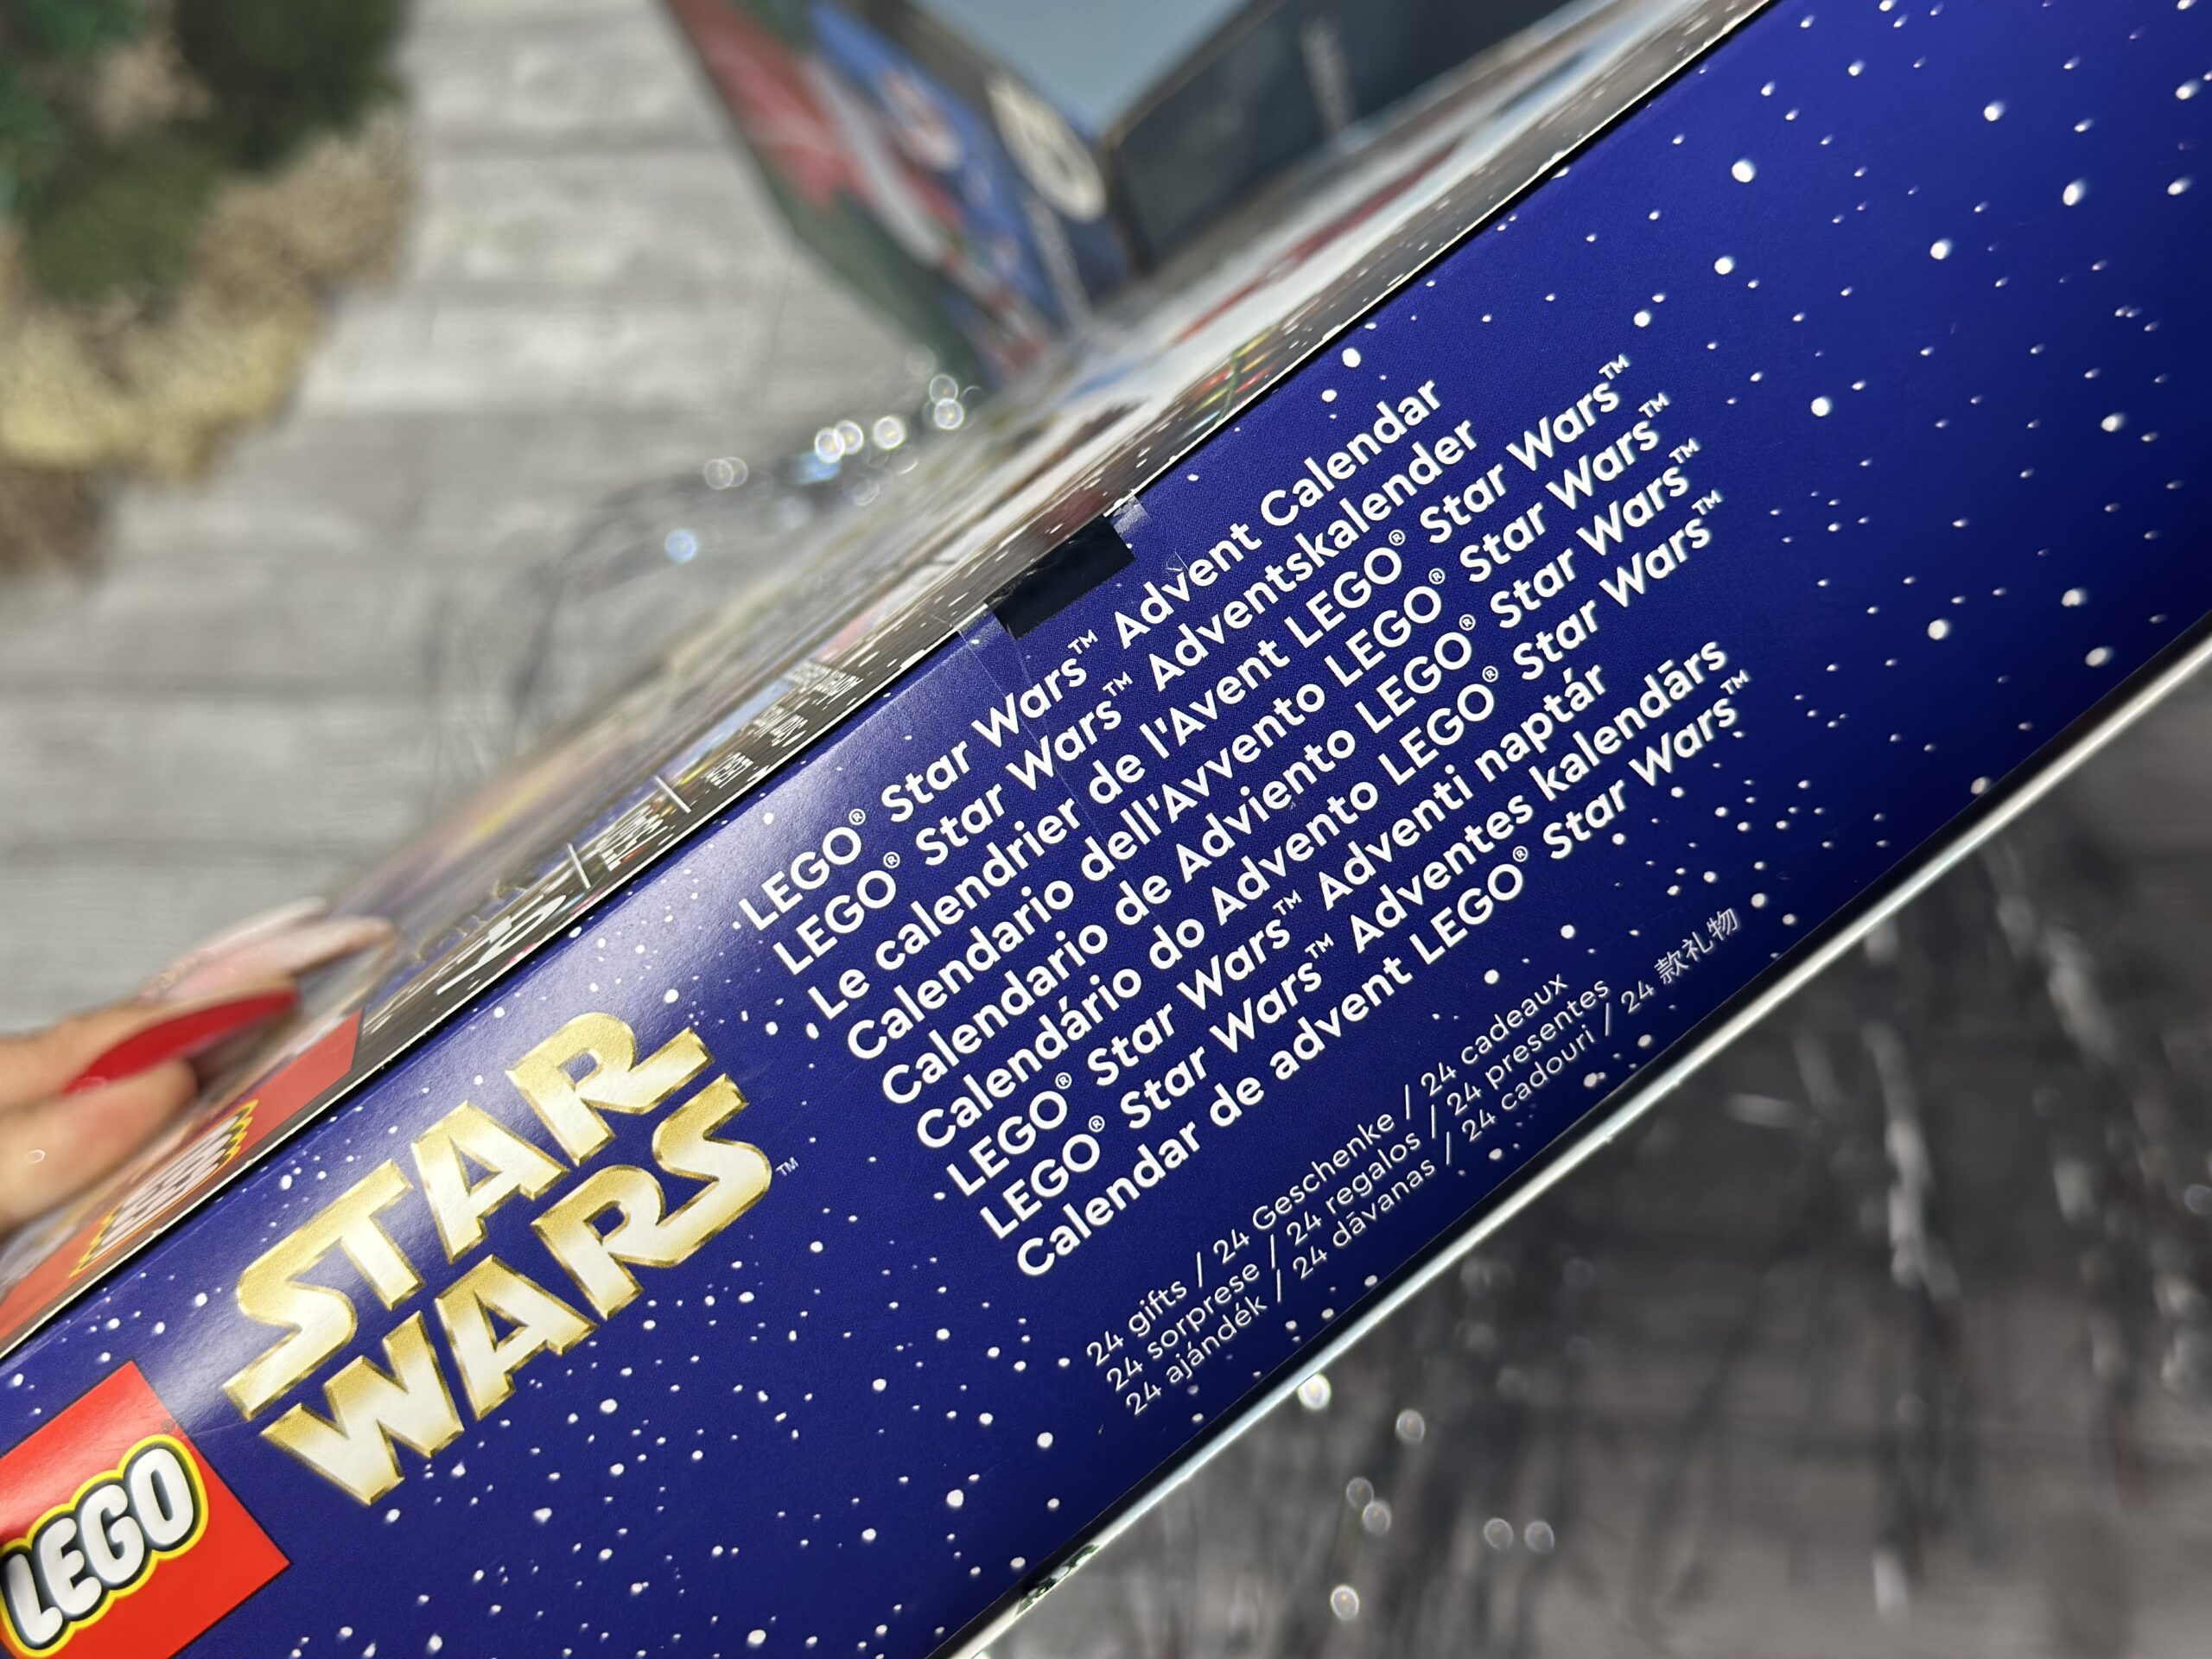 LEGO
STAR
WARS™
LEGO® Star Wars™ Advent Calendar
LEGO® Star Wars™ Adventskalender
Le calendrier de l'Avent LEGO® Star Wars™
Calendario dell'Avvento LEGO® Star Wars™
Calendario de Adviento LEGO® Star Wars™
Calendário do Advento LEGO® Star Wars™
LEGO® Star Wars™ Adventi naptár
LEGO® Star Wars™ Adventes kalendārs
Calendar de advent LEGO® Star Wars™
24 gifts / 24 Geschenke / 24 cadeaux
24 sorprese / 24 regalos / 24 presentes
24 ajándék / 24 dāvanas / 24 cadouri / 24 款礼物